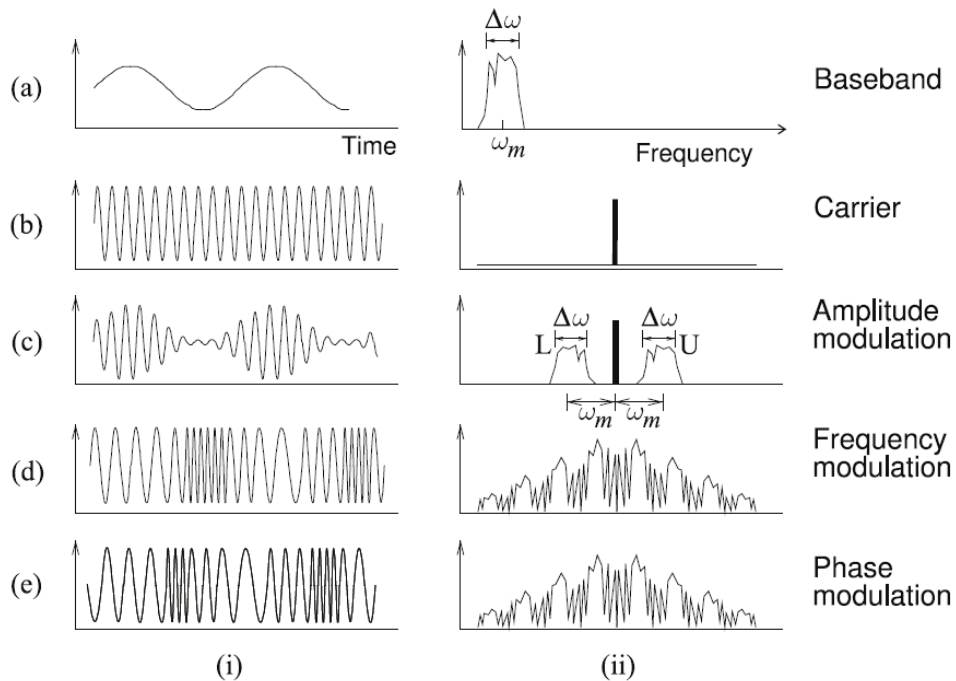 Δω
(a)
Baseband
Time
ω_m
Frequency
(b)
Carrier
(c)
L Δω Δω U
Amplitude
modulation
ω_m ω_m
(d)
Frequency
modulation
(e)
Phase
modulation
(i)
(ii)